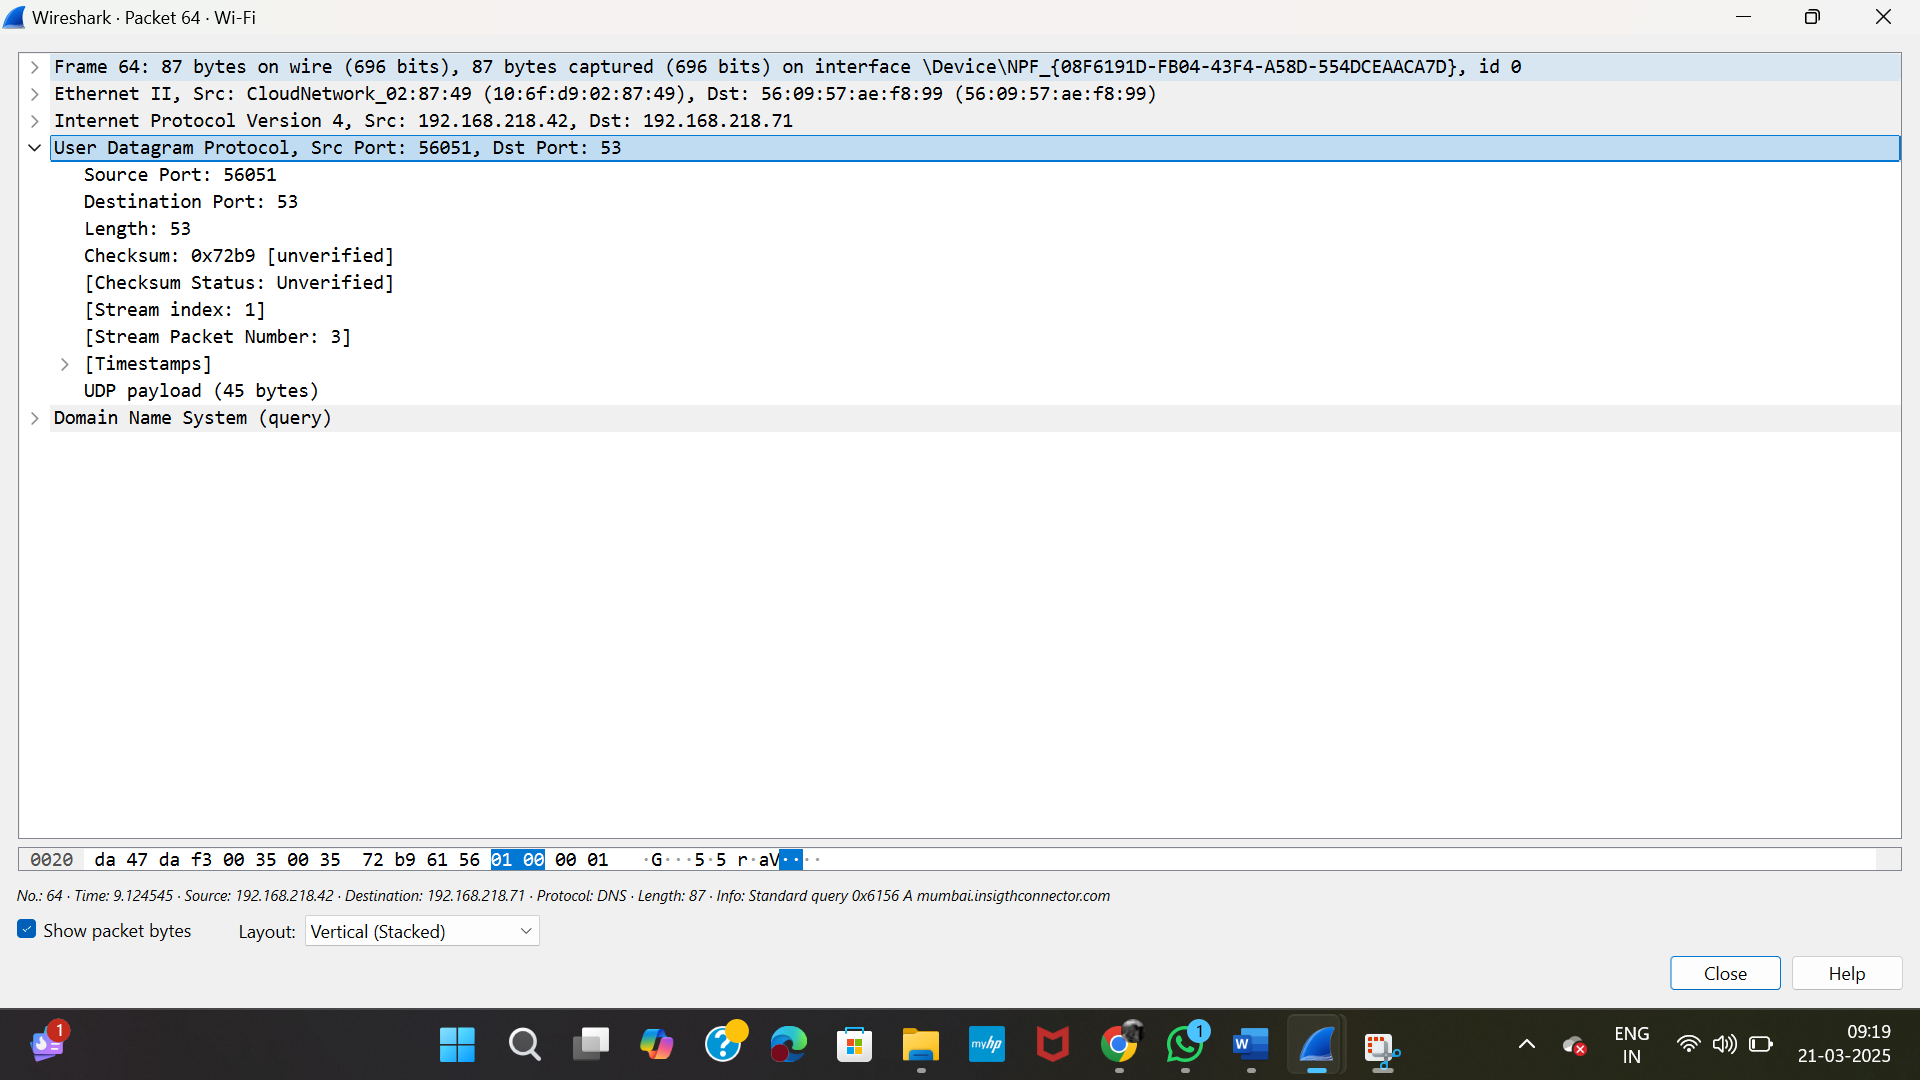 Wireshark · Packet 64 · Wi-Fi
Frame 64: 87 bytes on wire (696 bits), 87 bytes captured (696 bits) on interface \Device\NPF_{08F6191D-FB04-43F4-A58D-554DCEAACA7D}, id 0
Ethernet II, Src: CloudNetwork_02:87:49 (10:6f:d9:02:87:49), Dst: 56:09:57:ae:f8:99 (56:09:57:ae:f8:99)
Internet Protocol Version 4, Src: 192.168.218.42, Dst: 192.168.218.71
User Datagram Protocol, Src Port: 56051, Dst Port: 53
Source Port: 56051
Destination Port: 53
Length: 53
Checksum: 0x72b9 [unverified]
[Checksum Status: Unverified]
[Stream index: 1]
[Stream Packet Number: 3]
[Timestamps]
UDP payload (45 bytes)
Domain Name System (query)
0020 da 47 da f3 00 35 00 35 72 b9 61 56 01 00 00 01 ·G···5·5 r·aV····
No.: 64 · Time: 9.124545 · Source: 192.168.218.42 · Destination: 192.168.218.71 · Protocol: DNS · Length: 87 · Info: Standard query 0x6156 A mumbai.insigthconnector.com
Show packet bytes Layout: Vertical (Stacked)
Close Help
1 ? myhp 1 W ENG IN 09:19
21-03-2025